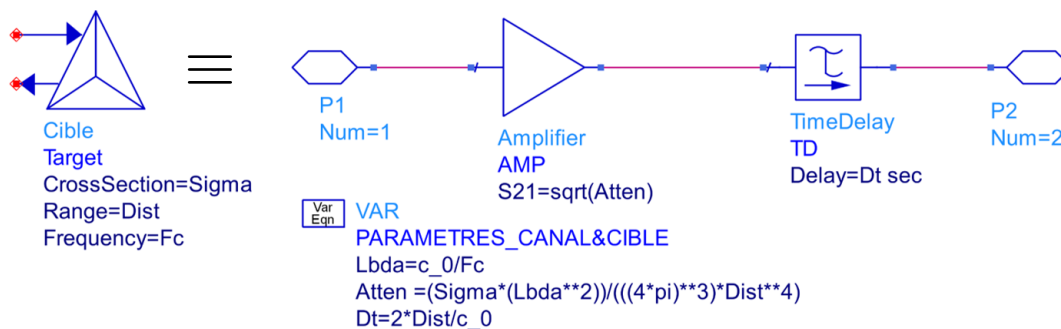 Cible
Target
CrossSection=Sigma
Range=Dist
Frequency=Fc
P1
Num=1
Amplifier
AMP
S21=sqrt(Atten)
TimeDelay
TD
Delay=Dt sec
P2
Num=2
Var
Eqn
VAR
PARAMETRES_CANAL&CIBLE
Lbda=c_0/Fc
Atten =(Sigma*(Lbda**2))/(((4*pi)**3)*Dist**4)
Dt=2*Dist/c_0